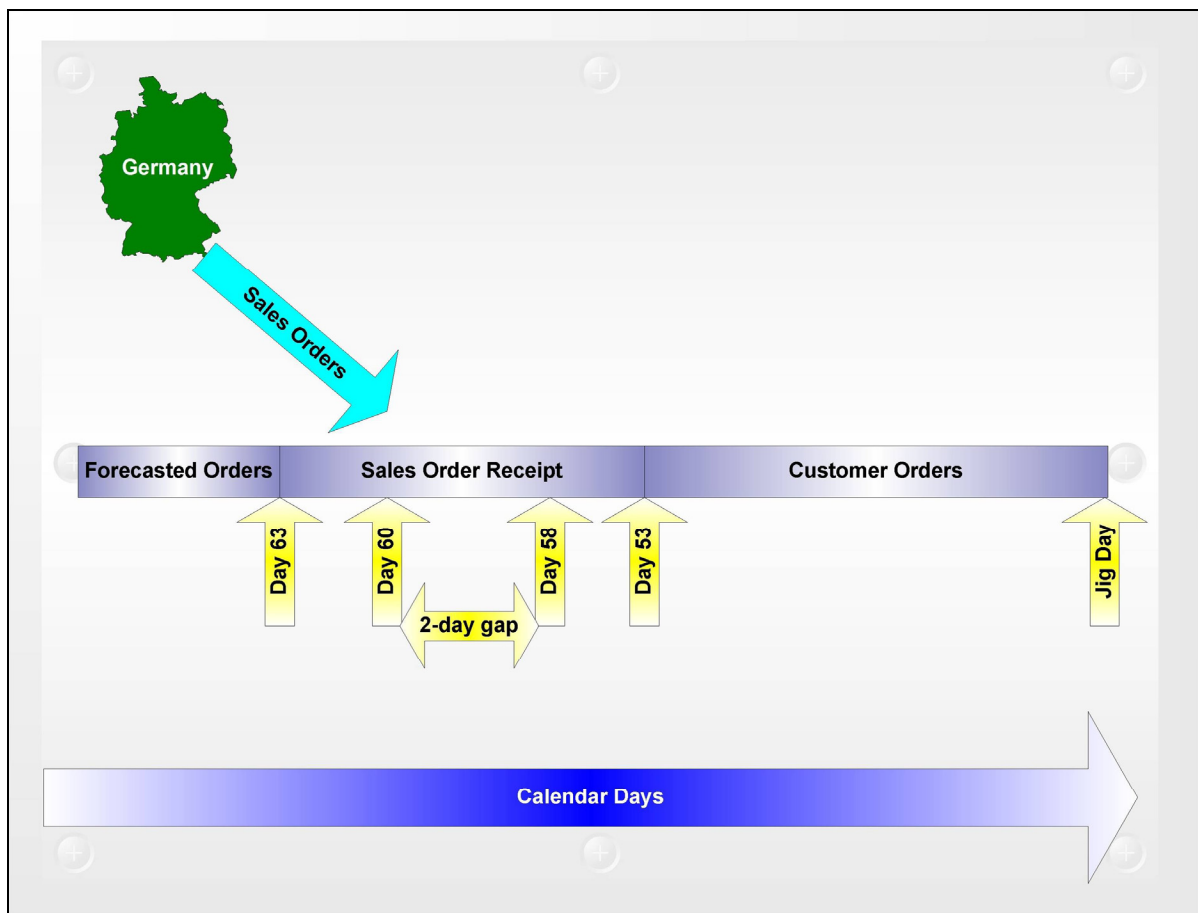 Germany
Sales Orders
Forecasted Orders
Sales Order Receipt
Customer Orders
Day 63
Day 60
Day 58
Day 53
Jig Day
2-day gap
Calendar Days